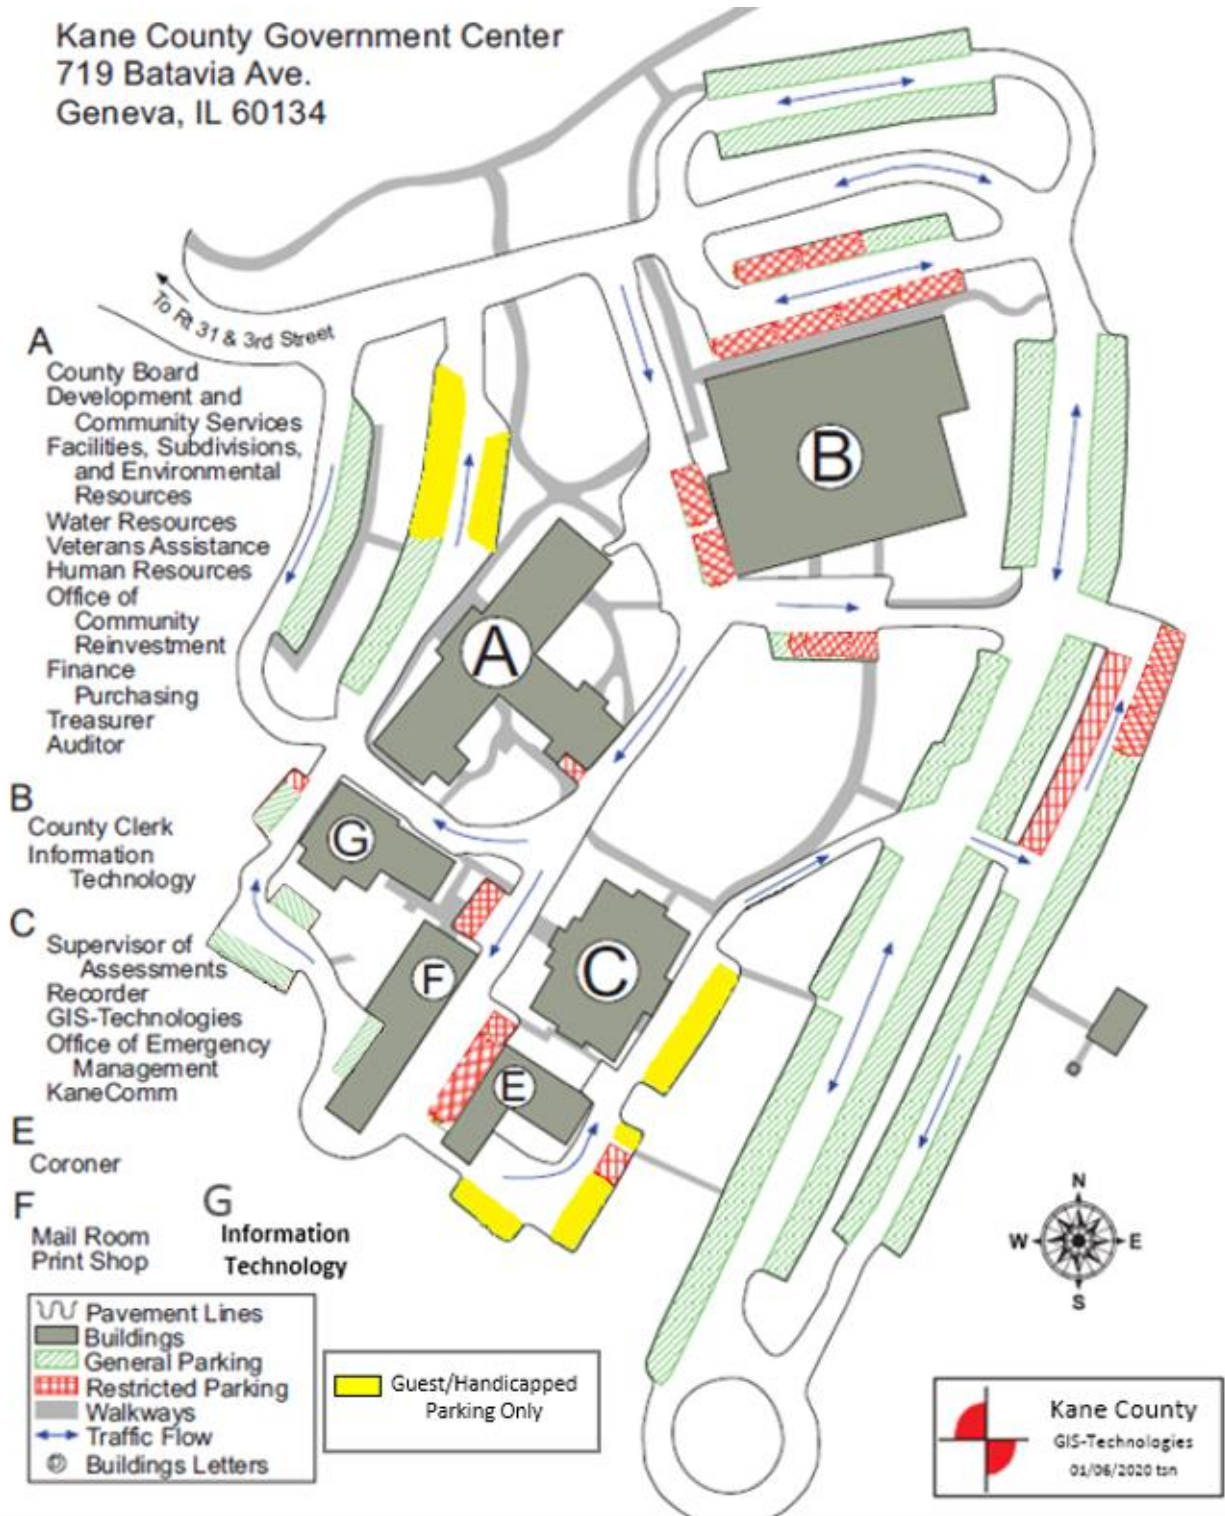 Kane County Government Center
719 Batavia Ave.
Geneva, IL 60134
To Rt 31 & 3rd Street
A
County Board
Development and
Community Services
Facilities, Subdivisions,
and Environmental
Resources
Water Resources
Veterans Assistance
Human Resources
Office of
Community
Reinvestment
Finance
Purchasing
Treasurer
Auditor
B
County Clerk
Information
Technology
C
Supervisor of
Assessments
Recorder
GIS-Technologies
Office of Emergency
Management
KaneComm
E
Coroner
F
Mail Room
Print Shop
G
Information
Technology
B
A
G
C
F
E
N
W
E
S
Pavement Lines
Buildings
General Parking
Restricted Parking
Walkways
Traffic Flow
Buildings Letters
Guest/Handicapped
Parking Only
Kane County
GIS-Technologies
01/06/2020 tsn